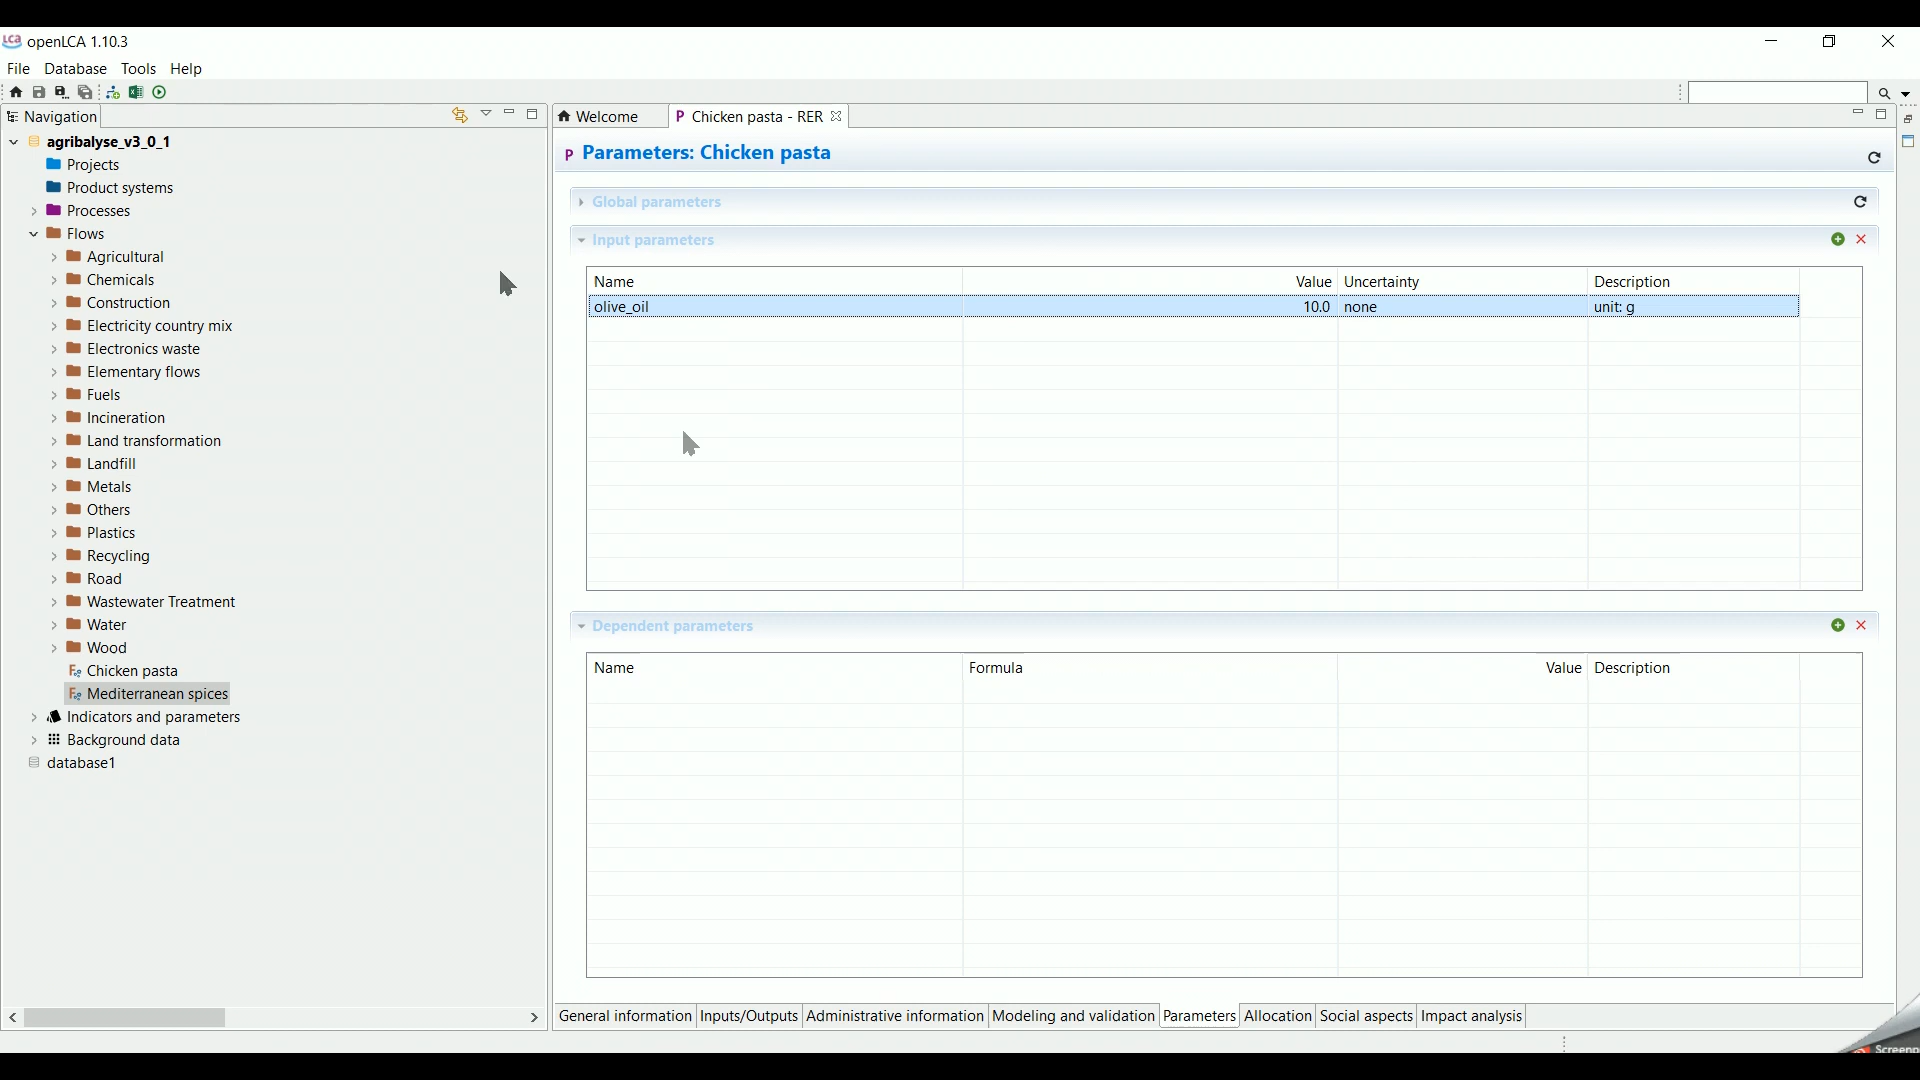 LCA openLCA 1.10.3
File Database Tools Help
Navigation
Welcome
P Chicken pasta - RER
agribalyse_v3_0_1
Projects
Product systems
Processes
Flows
Agricultural
Chemicals
Construction
Electricity country mix
Electronics waste
Elementary flows
Fuels
Incineration
Land transformation
Landfill
Metals
Others
Plastics
Recycling
Road
Wastewater Treatment
Water
Wood
Chicken pasta
Mediterranean spices
Indicators and parameters
Background data
database1
P Parameters: Chicken pasta
Global parameters
Input parameters
Name Value Uncertainty Description
olive_oil 10.0 none unit: g
Dependent parameters
Name Formula Value Description
General information Inputs/Outputs Administrative information Modeling and validation Parameters Allocation Social aspects Impact analysis